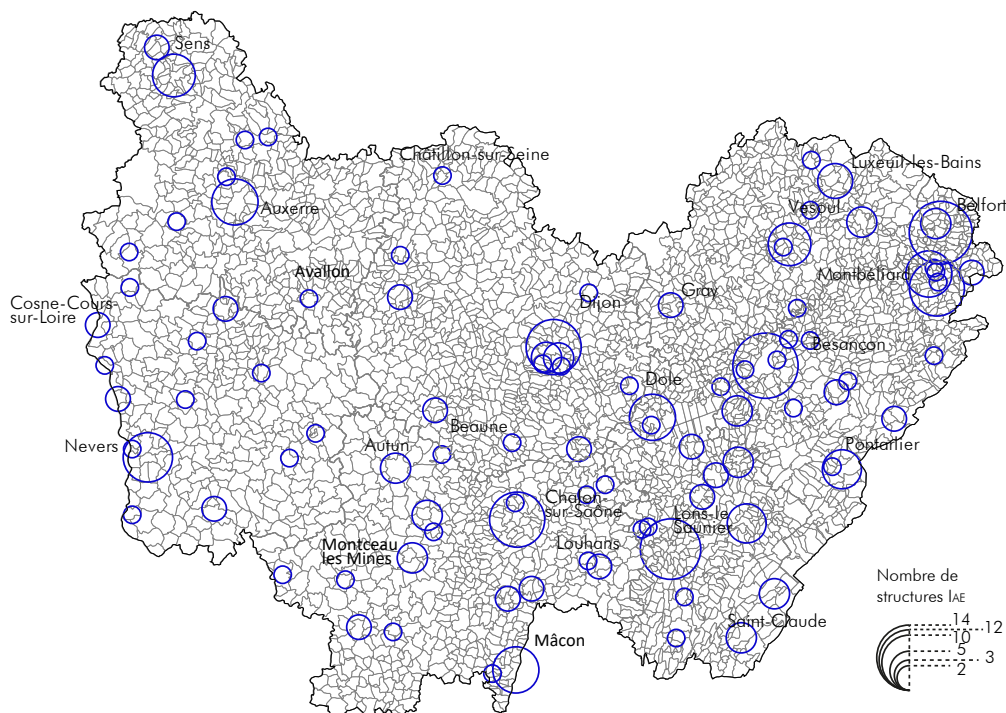 Sens
Châtillon-sur-Seine
Luxeuil-les-Bains
Auxerre
Vesoul
Belfort
Avallon
Montbéliard
Dijon
Gray
Cosne-Cours-
sur-Loire
Besançon
Dole
Beaune
Nevers
Autun
Pontarlier
Chalon-
sur-Saône
Lons-le
Saunier
Montceau
les Mines
Louhans
Saint-Claude
Mâcon
Nombre de
structures IAE
14
12
10
5
3
2